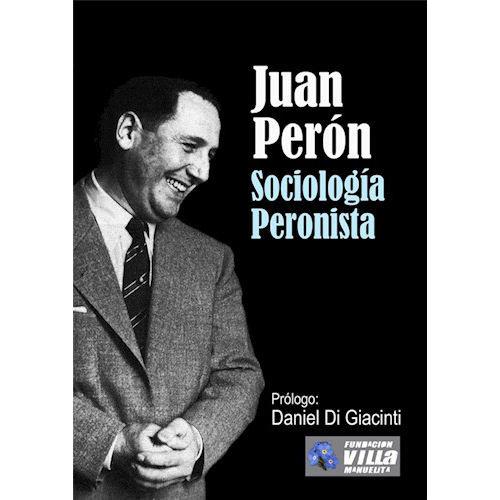 Juan
Perón
Sociología
Peronista
Prólogo:
Daniel Di Giacinti
FUNDACION
VILLA
MANUELITA